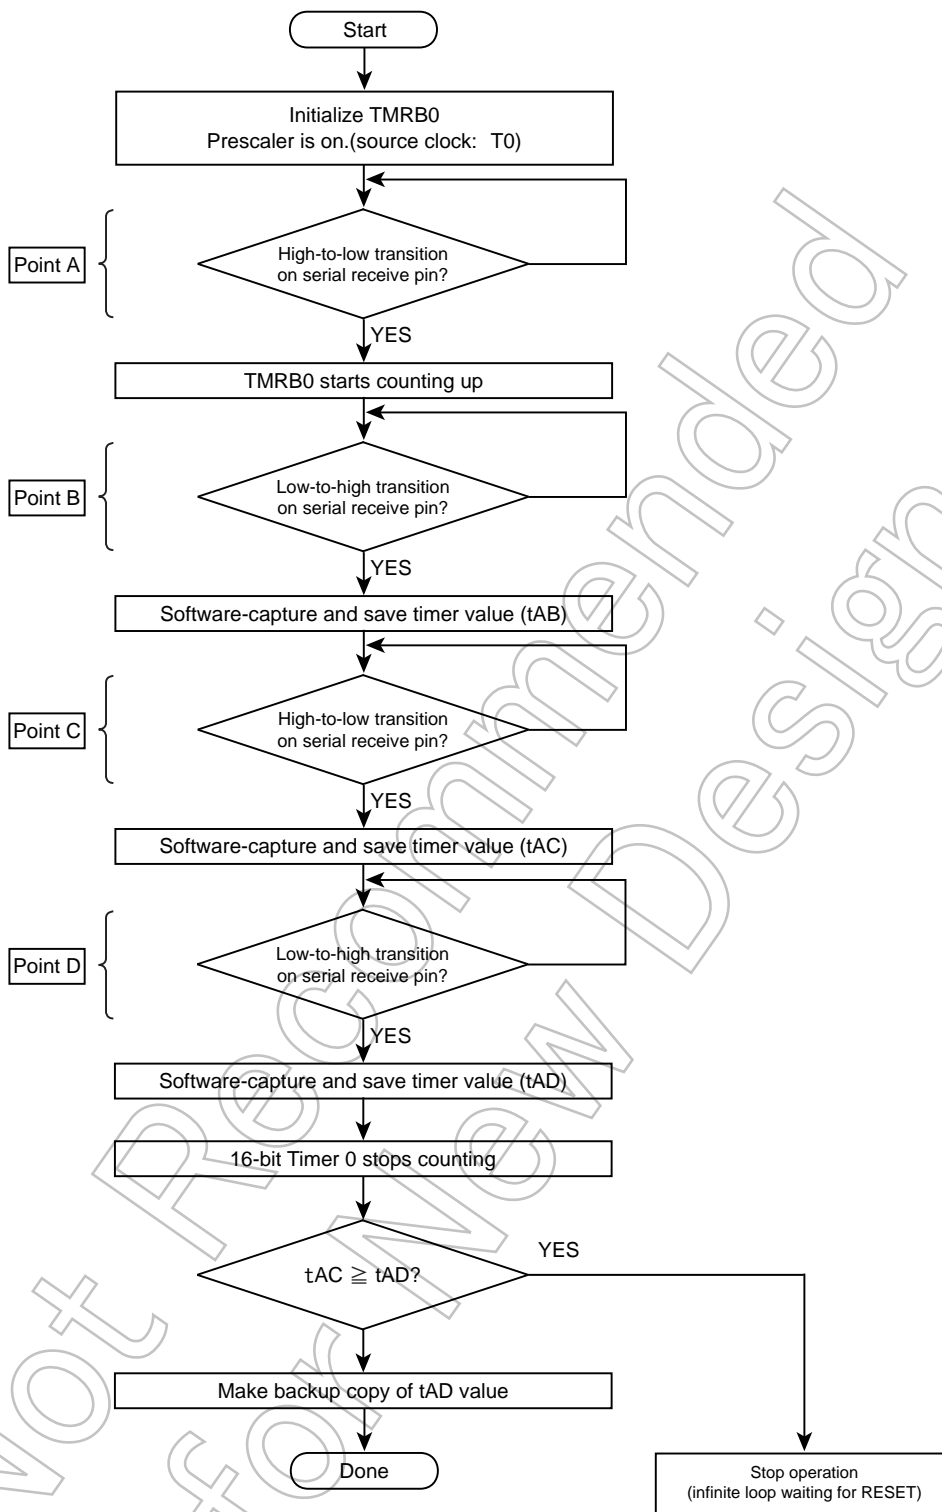 Start
Initialize TMRB0
Prescaler is on.(source clock: T0)
Point A
High-to-low transition
on serial receive pin?
YES
TMRB0 starts counting up
Point B
Low-to-high transition
on serial receive pin?
YES
Software-capture and save timer value (tAB)
Point C
High-to-low transition
on serial receive pin?
YES
Software-capture and save timer value (tAC)
Point D
Low-to-high transition
on serial receive pin?
YES
Software-capture and save timer value (tAD)
16-bit Timer 0 stops counting
tAC ≧ tAD?
YES
Make backup copy of tAD value
Done
Stop operation
(infinite loop waiting for RESET)
Not Recommended
for New Design